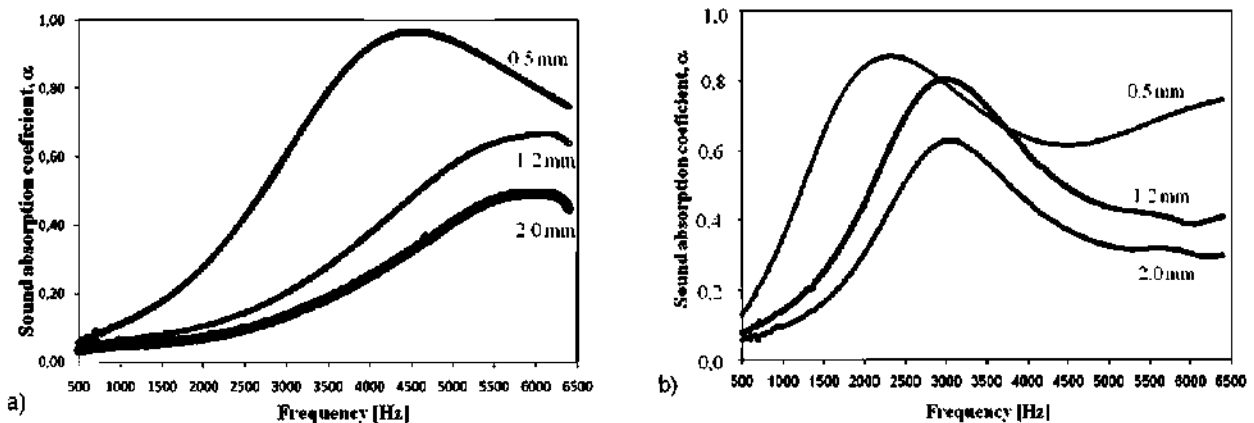 1,00
0,80
0,60
0,40
0,20
0,00
Sound absorption coeficient, α
0.5 mm
1.2 mm
2.0 mm
500 1000 1500 2000 2500 3000 3500 4000 4500 5000 5500 6000 6500
Frequency [Hz]
a)
1,0
0,8
0,6
0,4
0,2
0,0
Sound absorption coeficient, α
0.5 mm
1.2 mm
2.0 mm
500 1000 1500 2000 2500 3000 3500 4000 4500 5000 5500 6000 6500
Frequency [Hz]
b)